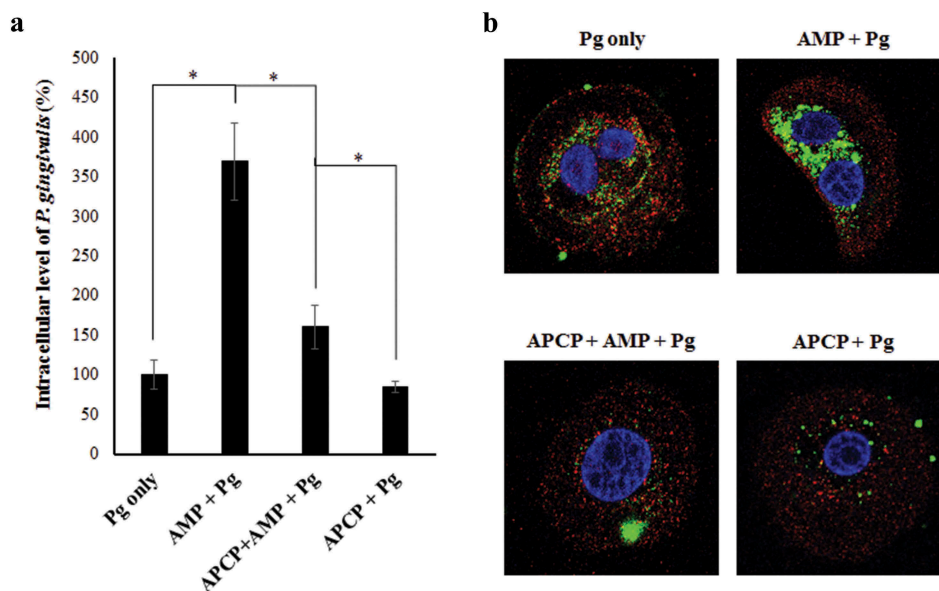 a
Intracellular level of P. gingivalis (%)
500
450
400
350
300
250
200
150
100
50
0
*
*
*
Pg only
AMP + Pg
APCP+AMP + Pg
APCP + Pg
b
Pg only
AMP + Pg
APCP + AMP + Pg
APCP + Pg